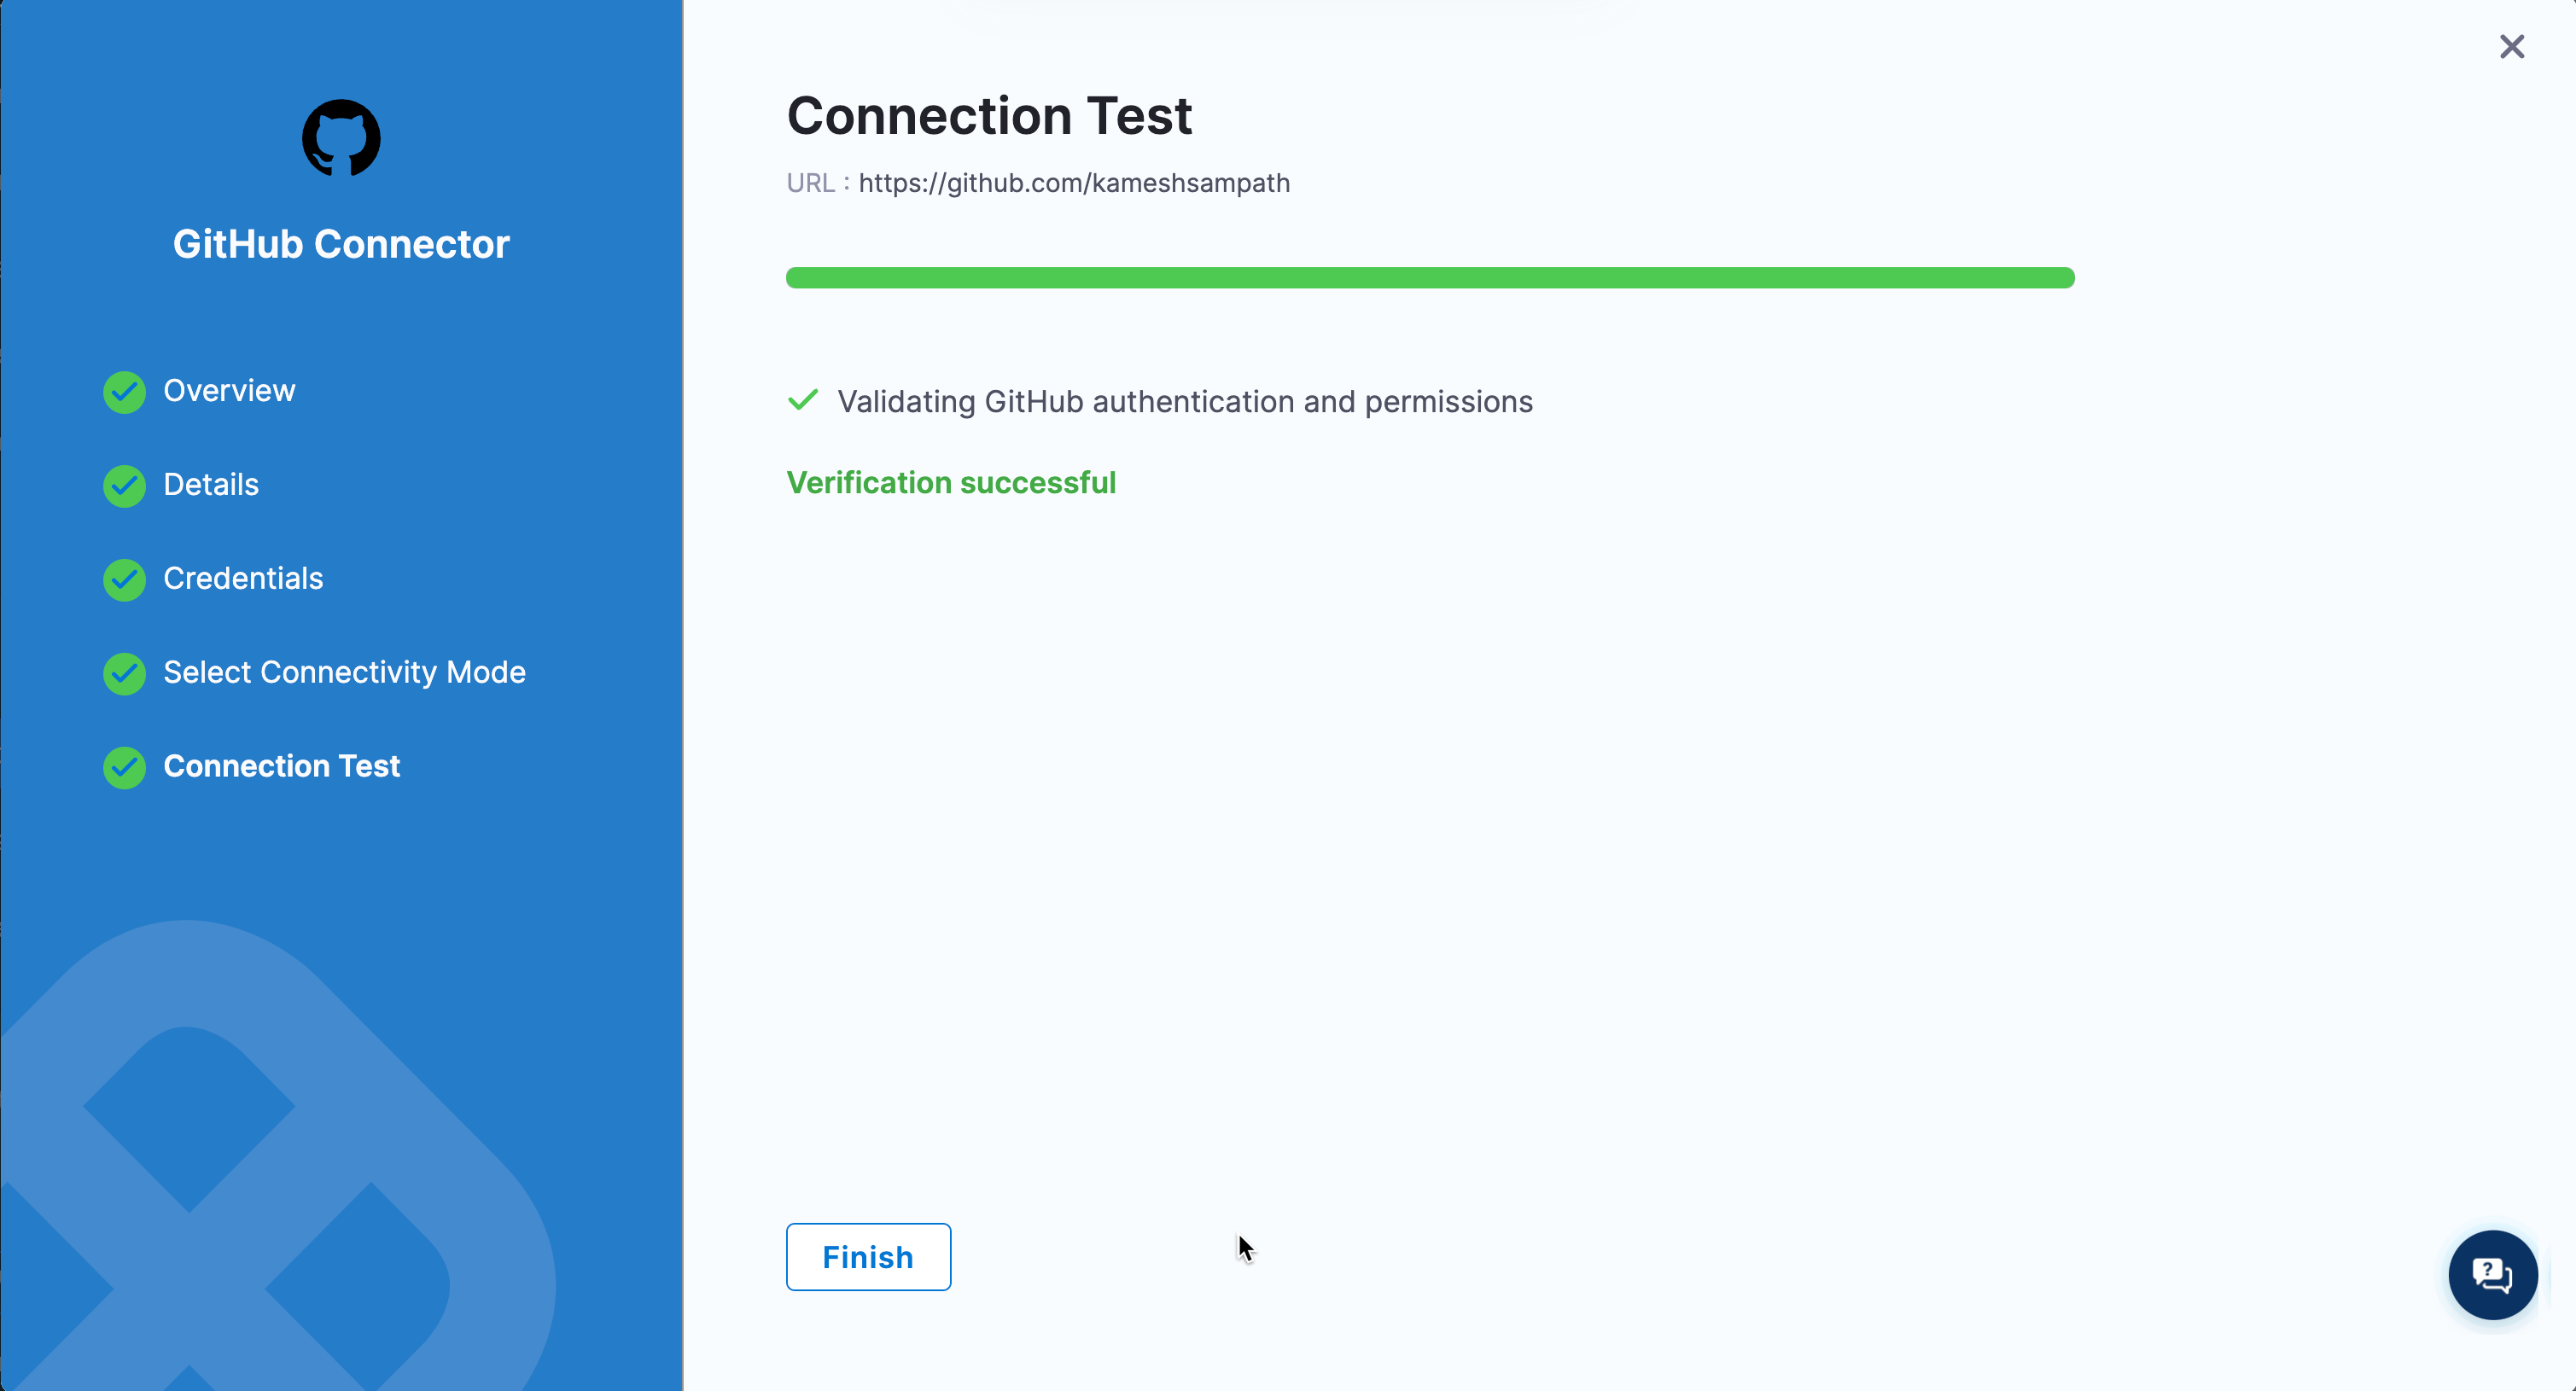 GitHub Connector
Overview
Details
Credentials
Select Connectivity Mode
Connection Test
Connection Test
URL : https://github.com/kameshsampath
Validating GitHub authentication and permissions
Verification successful
Finish
?